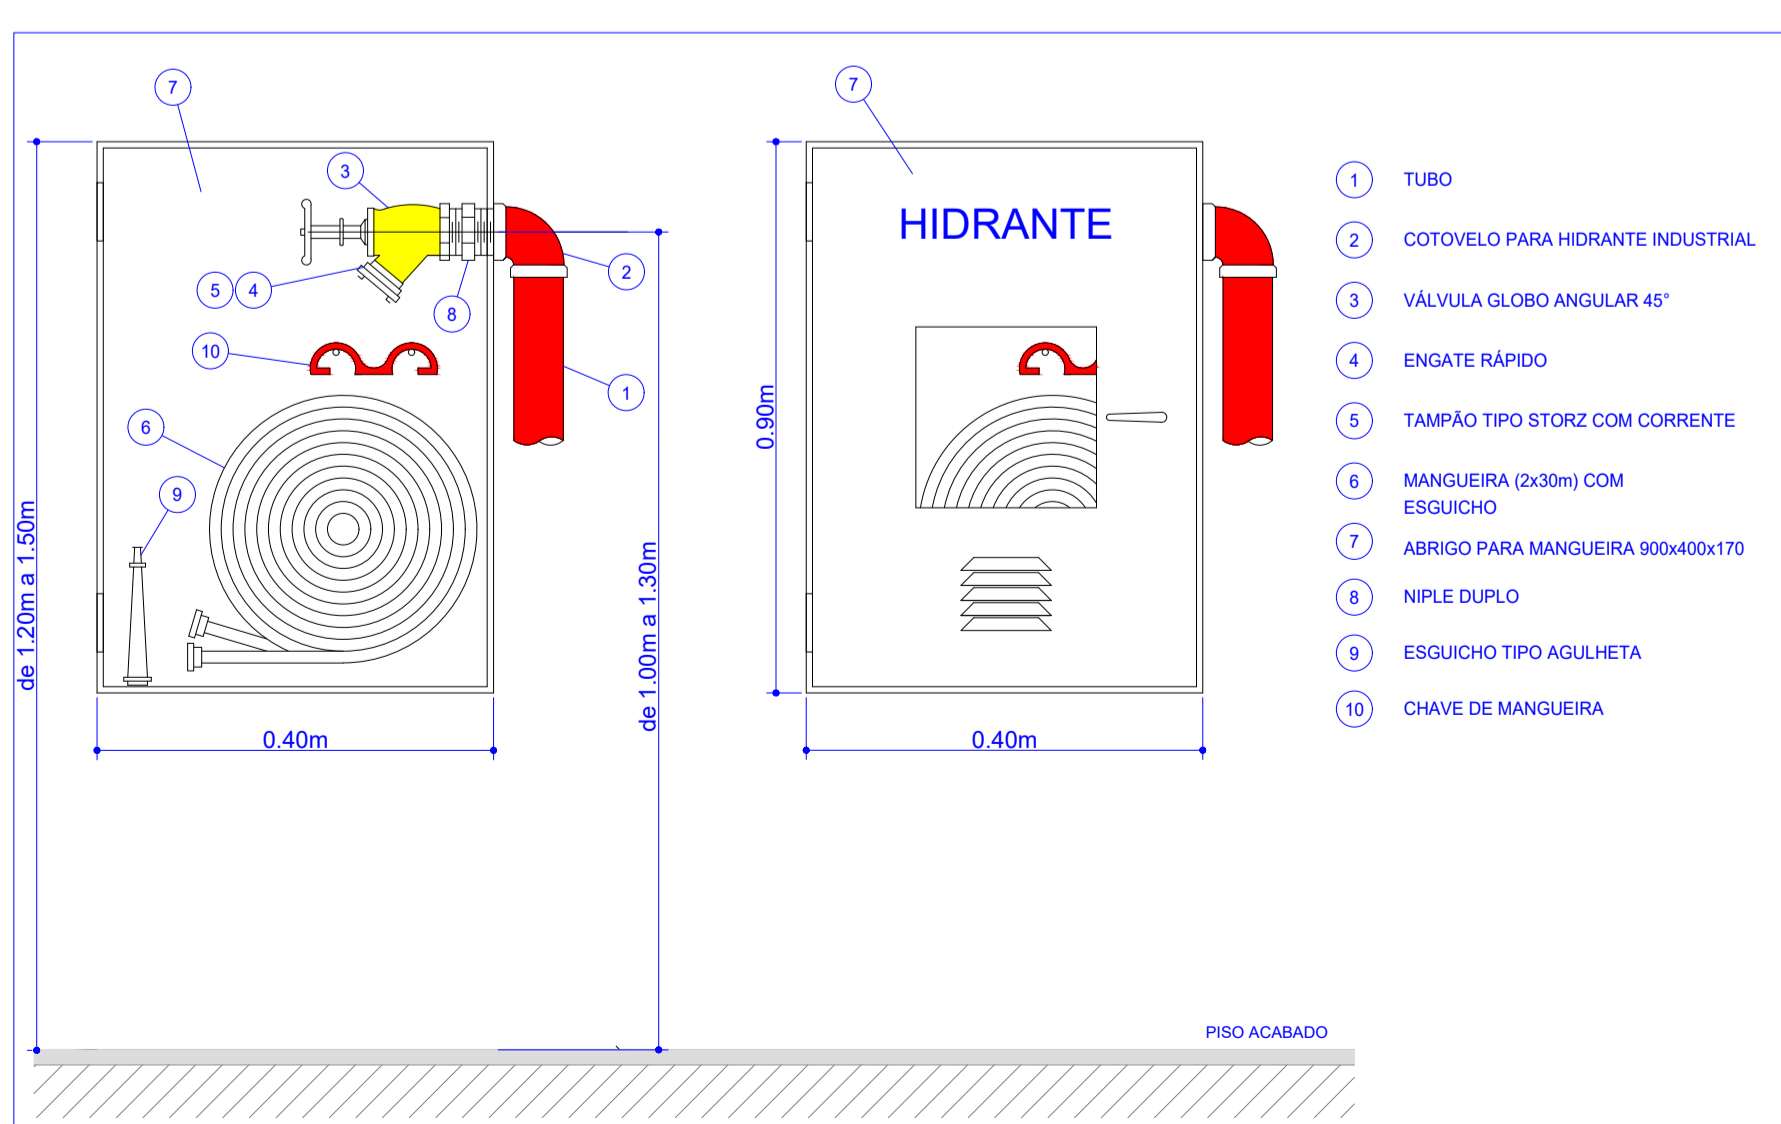 7
3
5
4
8
2
10
1
6
9
de 1.20m a 1.50m
de 1.00m a 1.30m
0.40m
7
HIDRANTE
0.90m
0.40m
PISO ACABADO
1 TUBO
2 COTOVELO PARA HIDRANTE INDUSTRIAL
3 VÁLVULA GLOBO ANGULAR 45°
4 ENGATE RÁPIDO
5 TAMPÃO TIPO STORZ COM CORRENTE
6 MANGUEIRA (2x30m) COM
ESGUICHO
7 ABRIGO PARA MANGUEIRA 900x400x170
8 NIPLE DUPLO
9 ESGUICHO TIPO AGULHETA
10 CHAVE DE MANGUEIRA